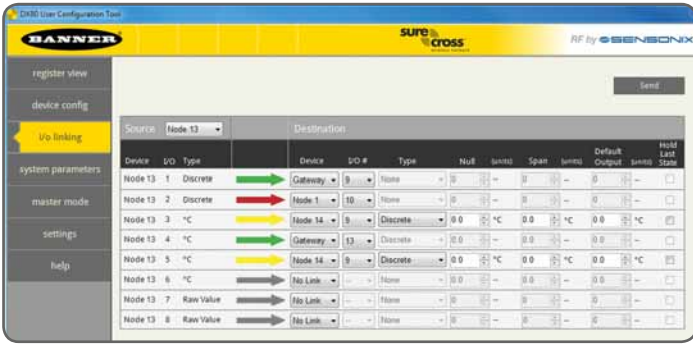 DX80 User Configuration Tool
BANNER
sure cross
RF by SENSONIX
register view
device config
I/o linking
system parameters
master mode
settings
help
Send
Source Node 13 Destination
Device I/O Type Device I/O # Type Null (units) Span (units) Default Output (units) Hold Last State
Node 13 1 Discrete Gateway 9 None 0 -- 0 -- 0 --
Node 13 2 Discrete Node 1 10 None 0 -- 0 -- 0 --
Node 13 3 °C Node 14 9 Discrete 0.0 °C 0.0 °C 0.0 °C
Node 13 4 °C Gateway 13 Discrete 0.0 -- 0.0 -- 0.0 --
Node 13 5 °C Node 14 9 Discrete 0.0 °C 0.0 °C 0.0 °C
Node 13 6 °C No Link -- None 0.0 -- 0.0 -- 0.0 --
Node 13 7 Raw Value No Link -- None 0 -- 0 -- 0 --
Node 13 8 Raw Value No Link -- None 0 -- 0 -- 0 --